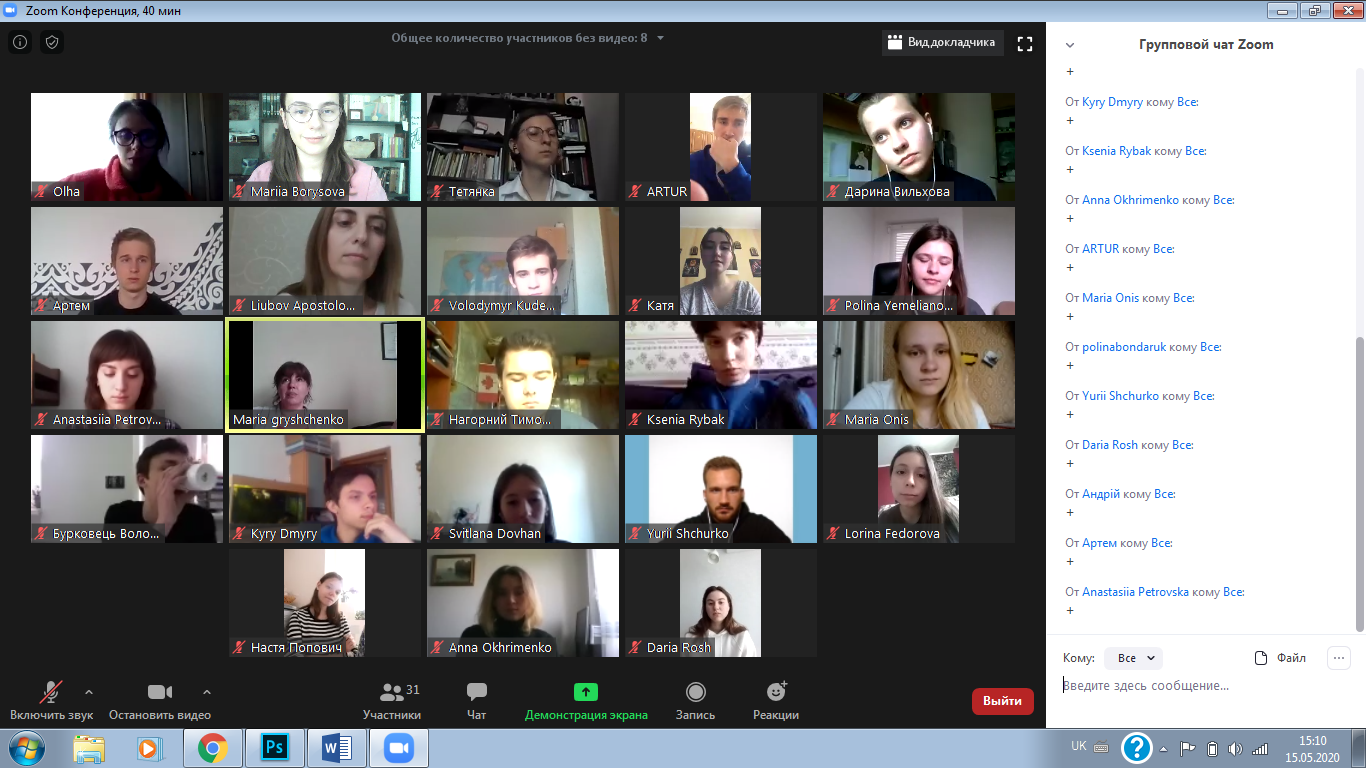 Zoom Конференция, 40 мин
Общее количество участников без видео: 8
Вид докладчика
Olha
Mariia Borysova
Тетянка
ARTUR
Дарина Вильхова
Артем
Liubov Apostolo...
Volodymyr Kude...
Катя
Polina Yemeliano...
Anastasiia Petrov...
Maria gryshchenko
Нагорний Тимо...
Ksenia Rybak
Maria Onis
Бурковець Воло...
Kyry Dmyry
Svitlana Dovhan
Yurii Shchurko
Lorina Fedorova
Настя Попович
Anna Okhrimenko
Daria Rosh
Включить звук
Остановить видео
31
Участники
Чат
Демонстрация экрана
Запись
Реакции
Выйти
Групповой чат Zoom
+
От Kyry Dmyry кому Все:
+
От Ksenia Rybak кому Все:
+
От Anna Okhrimenko кому Все:
+
От ARTUR кому Все:
+
От Maria Onis кому Все:
+
От polinabondaruk кому Все:
+
От Yurii Shchurko кому Все:
+
От Daria Rosh кому Все:
+
От Андрій кому Все:
+
От Артем кому Все:
+
От Anastasiia Petrovska кому Все:
+
Кому: Все
Файл
Введите здесь сообщение...
Ps
W
UK
?
15:10
15.05.2020